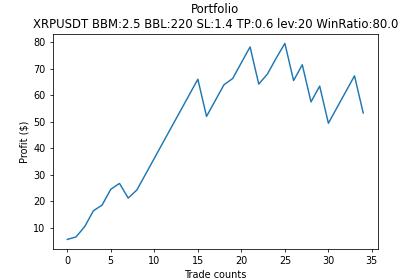 Portfolio
XRPUSDT BBM:2.5 BBL:220 SL:1.4 TP:0.6 lev:20 WinRatio:80.0
80
70
60
50
40
30
20
10
Profit ($)
0 5 10 15 20 25 30 35
Trade counts